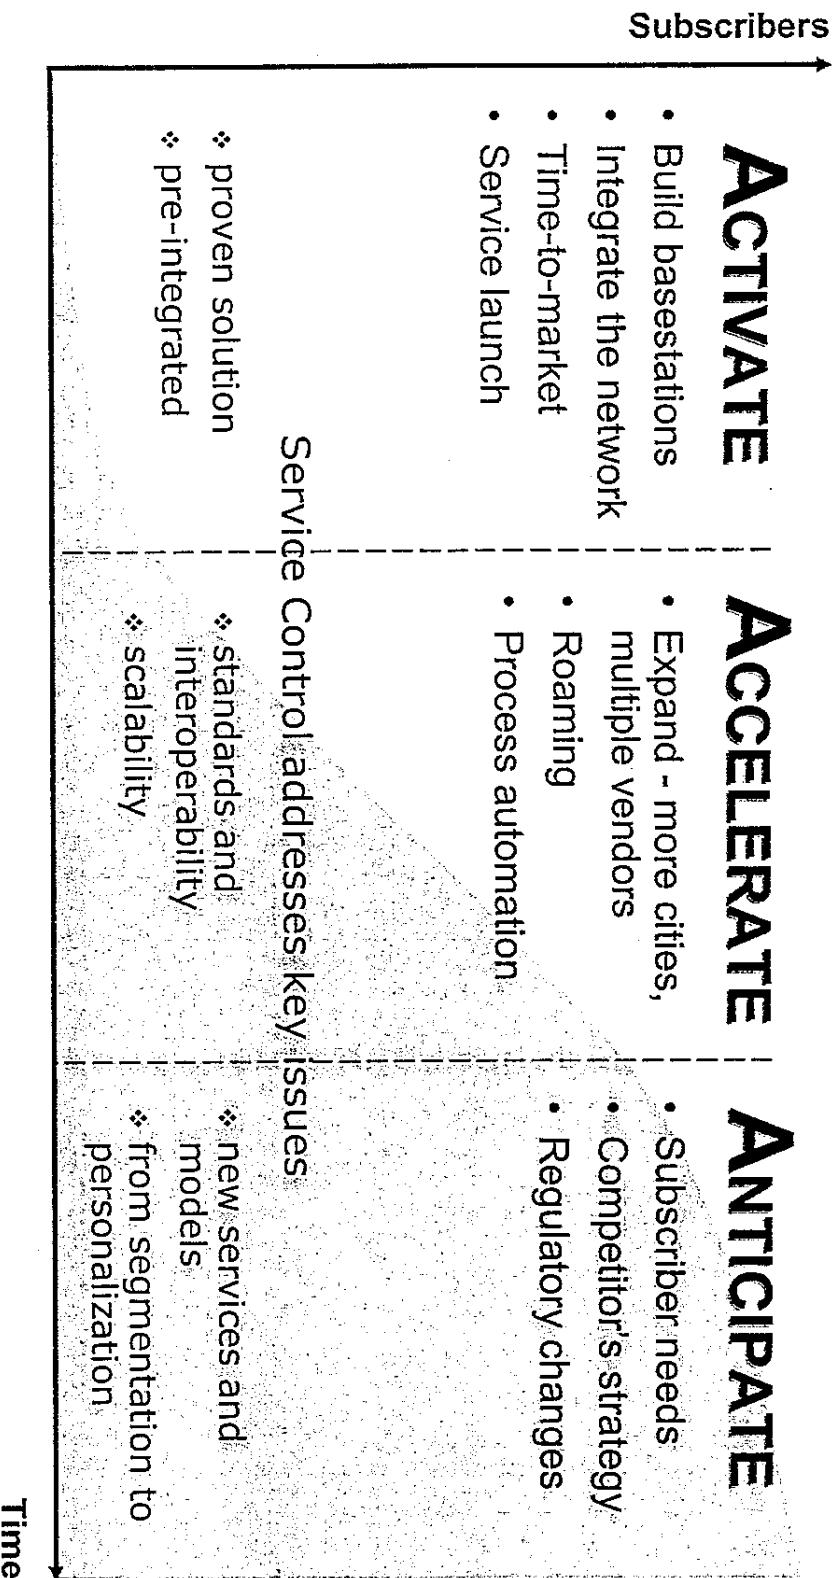 Subscribers
ACTIVATE
• Build basestations
• Integrate the network
• Time-to-market
• Service launch
ACCELERATE
• Expand - more cities,
multiple vendors
• Roaming
• Process automation
ANTICIPATE
• Subscriber needs
• Competitor's strategy
• Regulatory changes
Service Control addresses key issues
❖ proven solution
❖ pre-integrated
❖ standards and
interoperability
❖ scalability
❖ new services and
models
❖ from segmentation to
personalization
Time